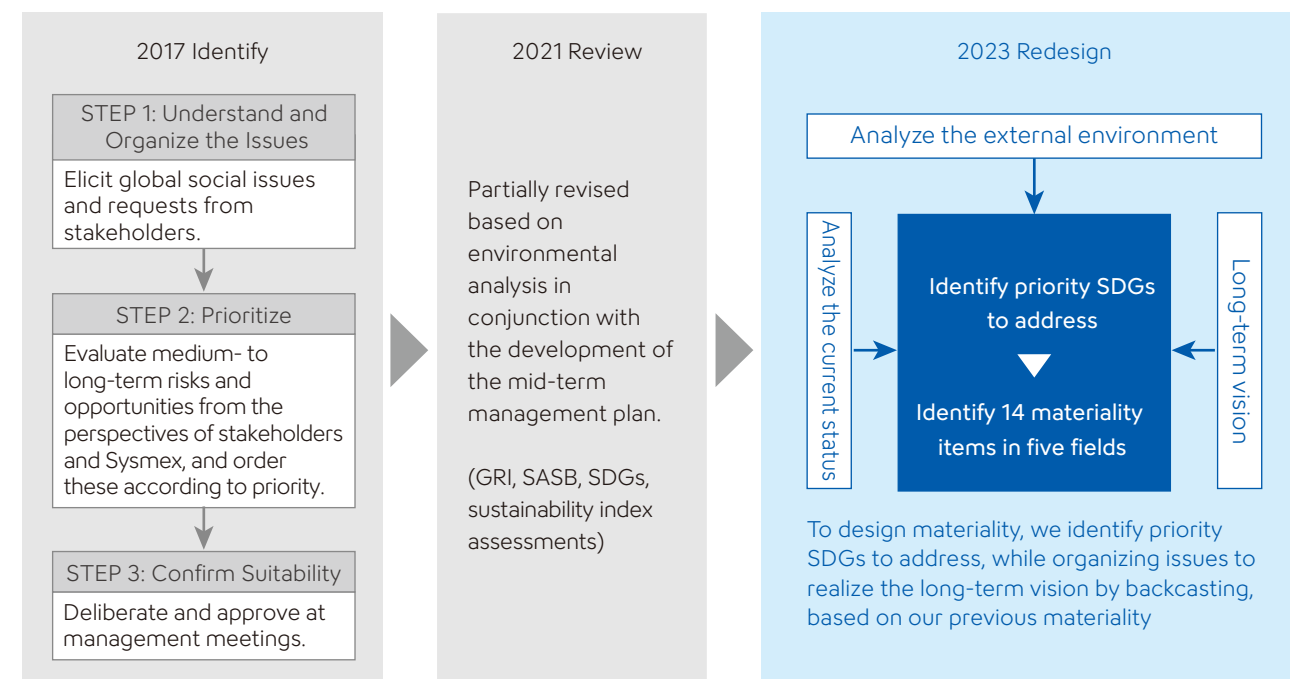 2017 Identify
STEP 1: Understand and
Organize the Issues
Elicit global social issues
and requests from
stakeholders.
STEP 2: Prioritize
Evaluate medium- to
long-term risks and
opportunities from the
perspectives of stakeholders
and Sysmex, and order
these according to priority.
STEP 3: Confirm Suitability
Deliberate and approve at
management meetings.
2021 Review
Partially revised
based on
environmental
analysis in
conjunction with
the development of
the mid-term
management plan.
(GRI, SASB, SDGs,
sustainability index
assessments)
2023 Redesign
Analyze the external environment
Analyze the current status
Identify priority SDGs
to address
Identify 14 materiality
items in five fields
Long-term vision
To design materiality, we identify priority
SDGs to address, while organizing issues to
realize the long-term vision by backcasting,
based on our previous materiality